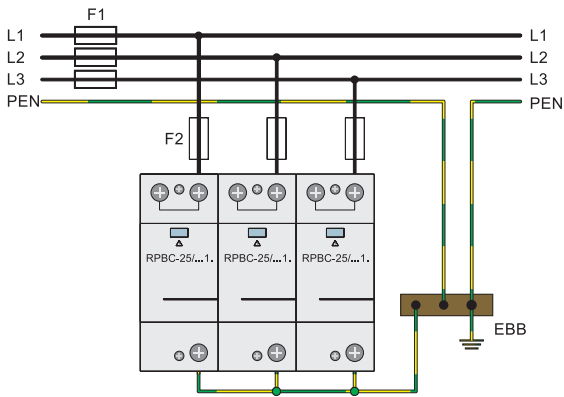 F1
L1 L1
L2 L2
L3 L3
PEN PEN
F2
RPBC-25/...1. RPBC-25/...1. RPBC-25/...1.
EBB